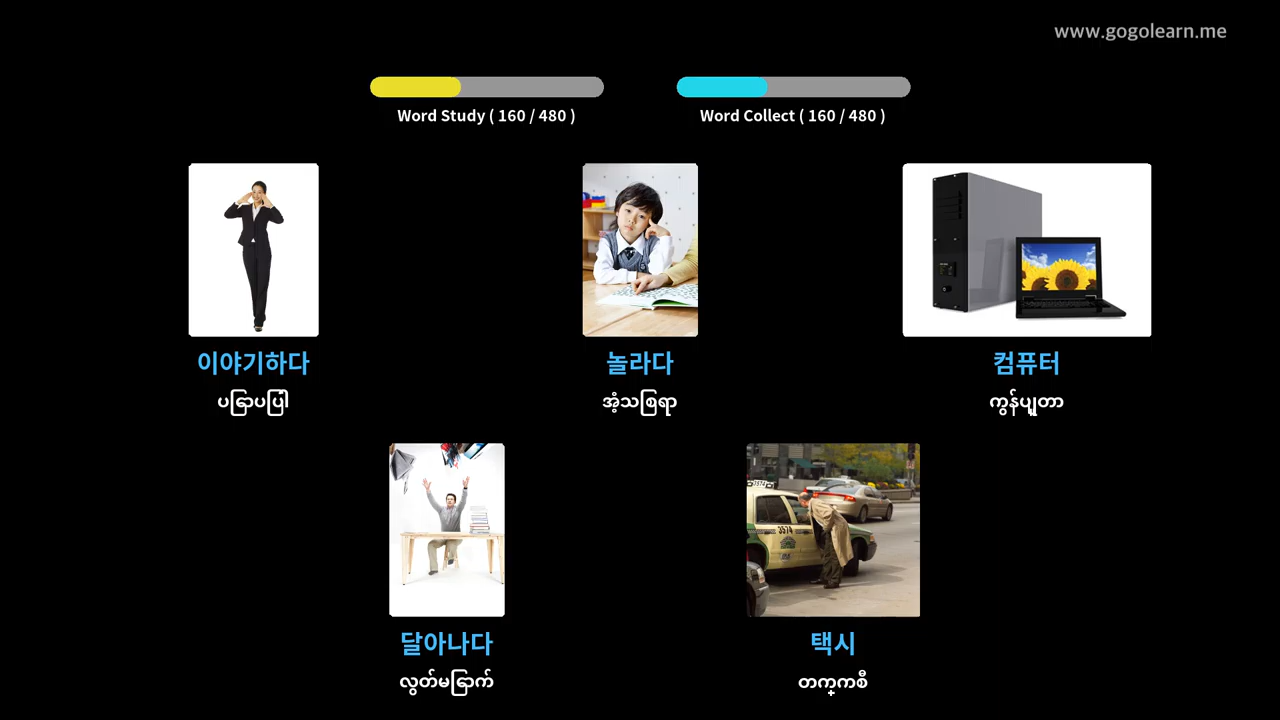 www.gogolearn.me
Word Study ( 160 / 480 )
Word Collect ( 160 / 480 )
이야기하다
놀라다
컴퓨터
ပြောပြပါ
အံ့သြစရာ
ကွန်ပျူတာ
달아나다
택시
လွတ်မြောက်
တက္ကစီ